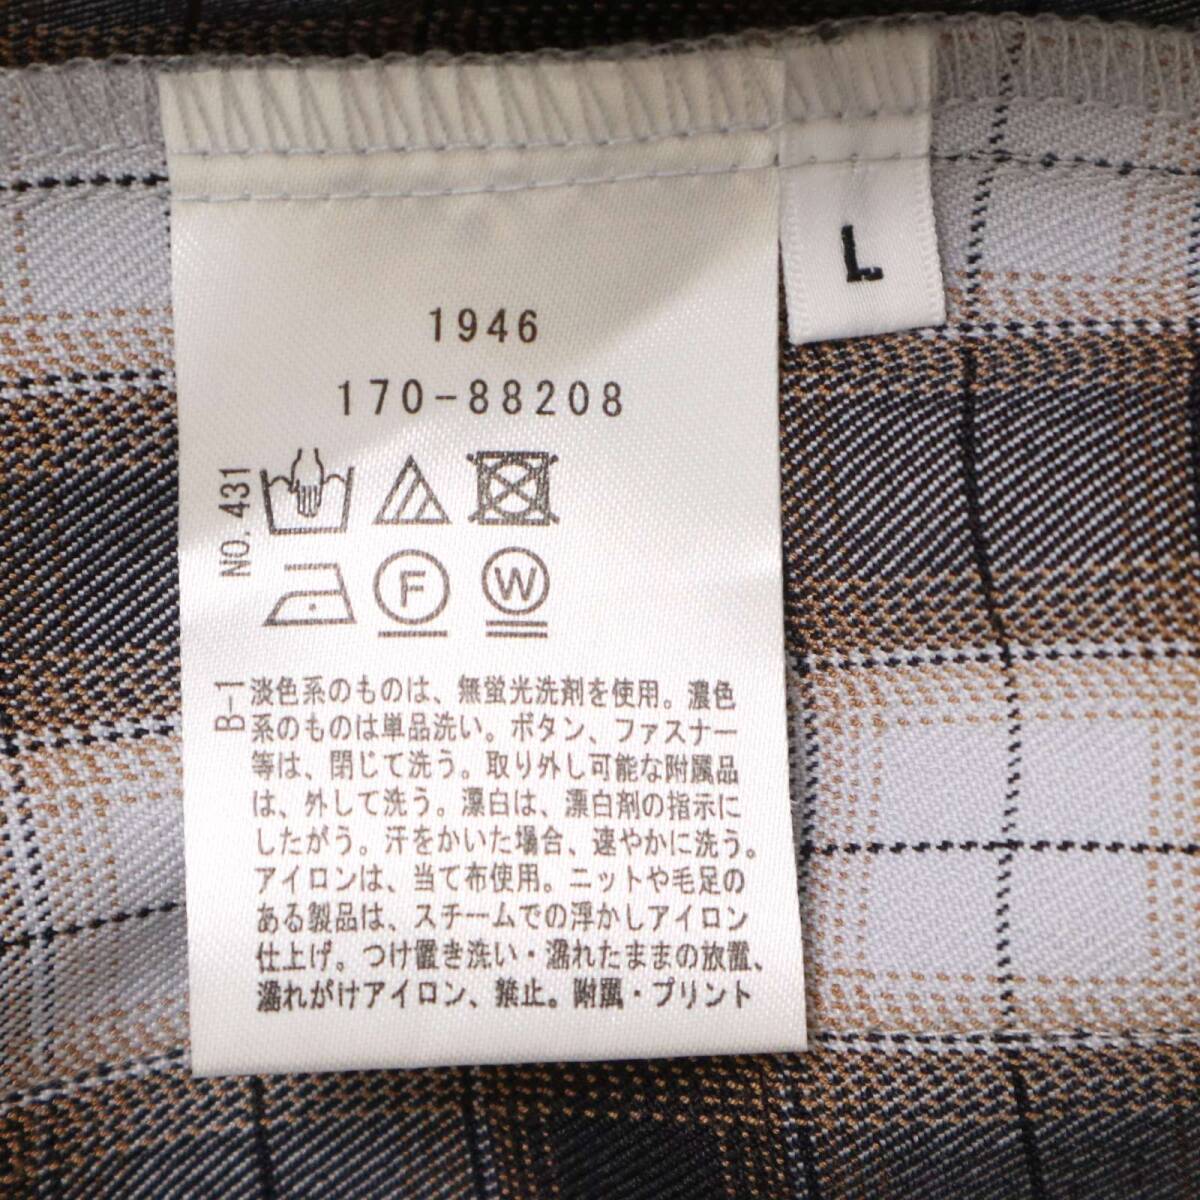 L
1946
170-88208
NO. 431
F
W
B-1
淡色系のものは、無蛍光洗剤を使用。濃色
系のものは単品洗い。ボタン、ファスナー
等は、閉じて洗う。取り外し可能な附属品
は、外して洗う。漂白は、漂白剤の指示に
したがう。汗をかいた場合、速やかに洗う。
アイロンは、当て布使用。ニットや毛足の
ある製品は、スチームでの浮かしアイロン
仕上げ。つけ置き洗い・濡れたままの放置、
濡れがけアイロン、禁止。附属・プリント